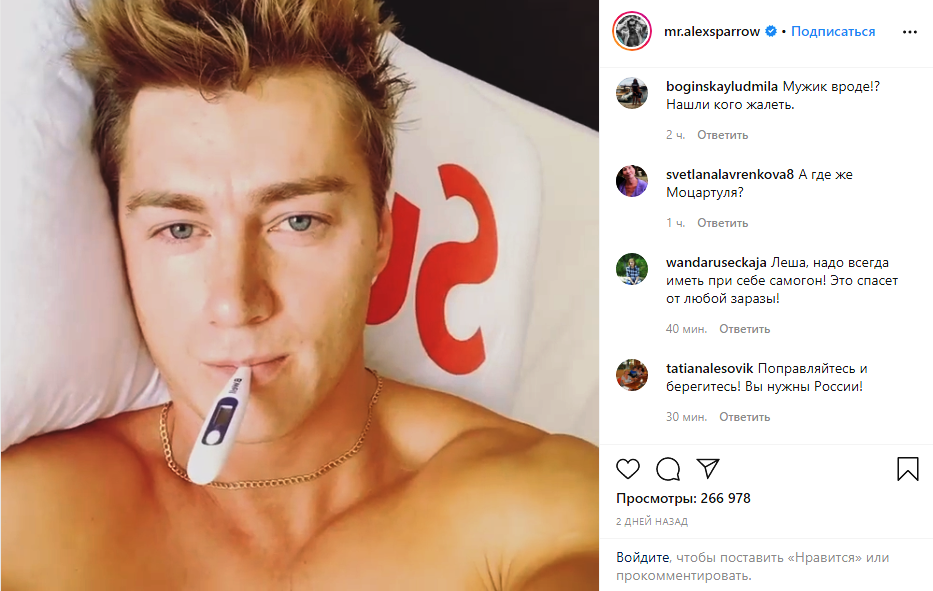 mr.alexsparrow • Подписаться
boginskayludmila Мужик вроде!?
Нашли кого жалеть.
2 ч. Ответить
svetlanalavrenkova8 А где же
Моцартуля?
1 ч. Ответить
wandaruseckaja Леша, надо всегда
иметь при себе самогон! Это спасет
от любой заразы!
40 мин. Ответить
tatianalesovik Поправляйтесь и
берегитесь! Вы нужны России!
30 мин. Ответить
Просмотры: 266 978
2 ДНЕЙ НАЗАД
Войдите, чтобы поставить «Нравится» или
прокомментировать.